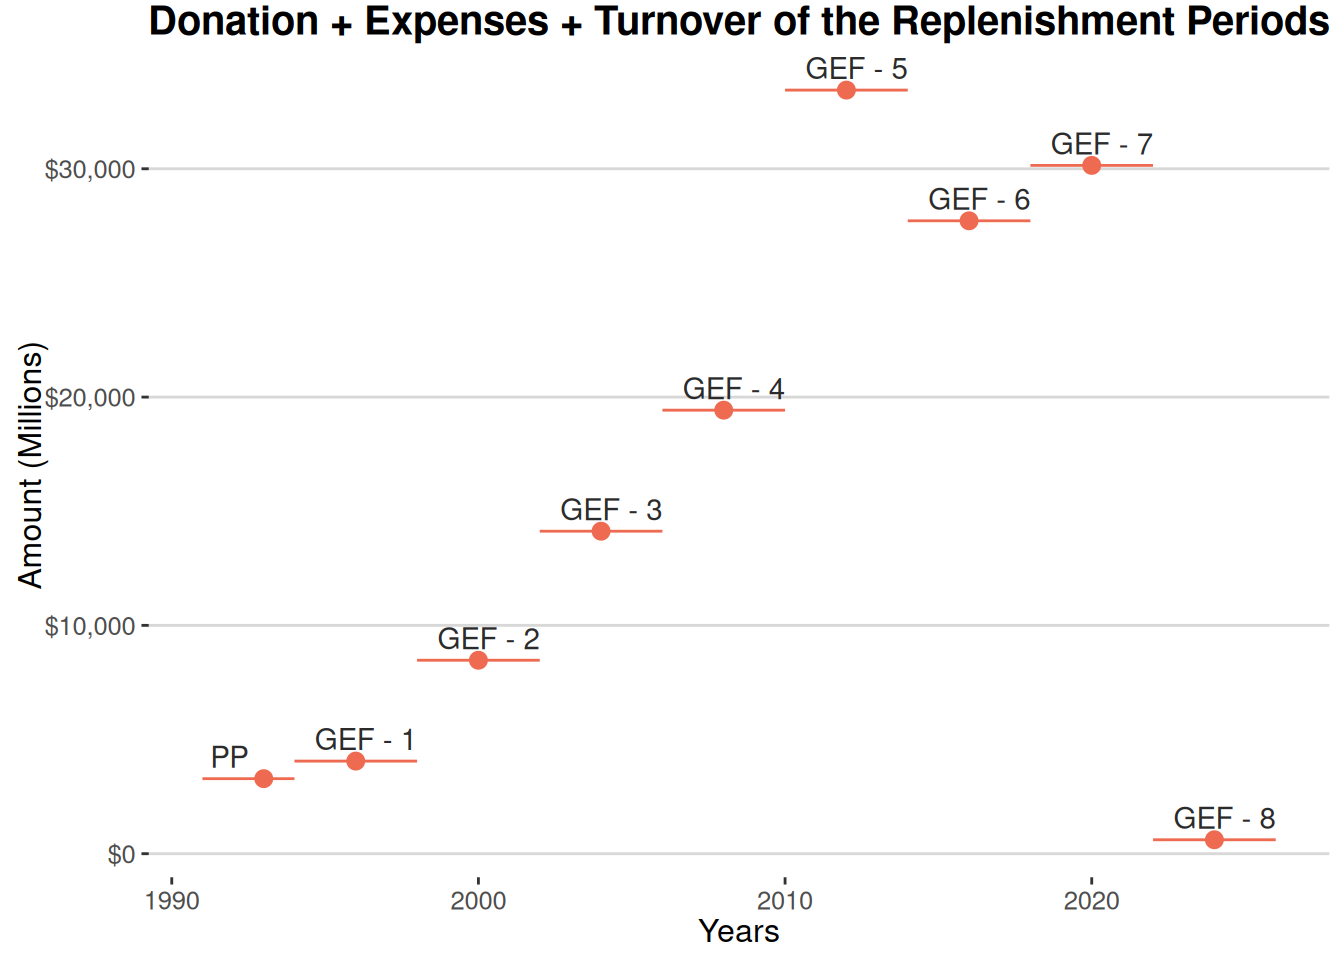 Donation + Expenses + Turnover of the Replenishment Periods
GEF - 5
GEF - 7
$30,000
GEF - 6
GEF - 4
$20,000
Amount (Millions)
GEF - 3
$10,000
GEF - 2
GEF - 1
PP
GEF - 8
$0
1990 2000 2010 2020
Years